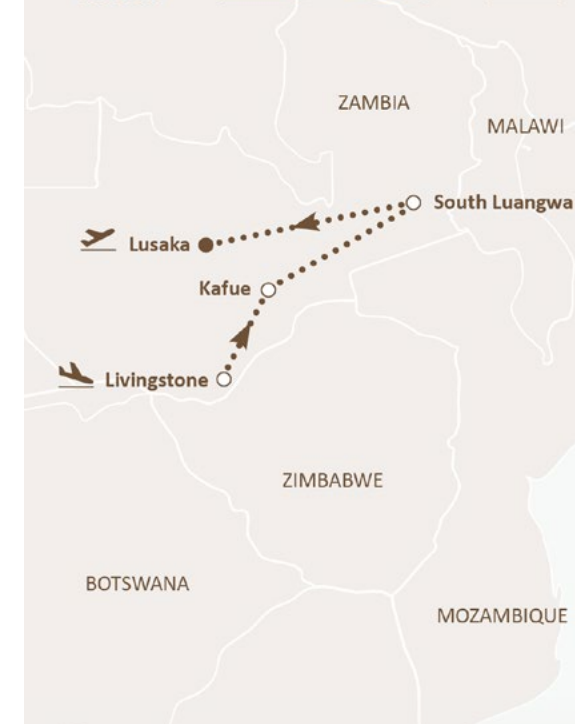 ZAMBIA
MALAWI
South Luangwa
Lusaka
Kafue
Livingstone
ZIMBABWE
BOTSWANA
MOZAMBIQUE